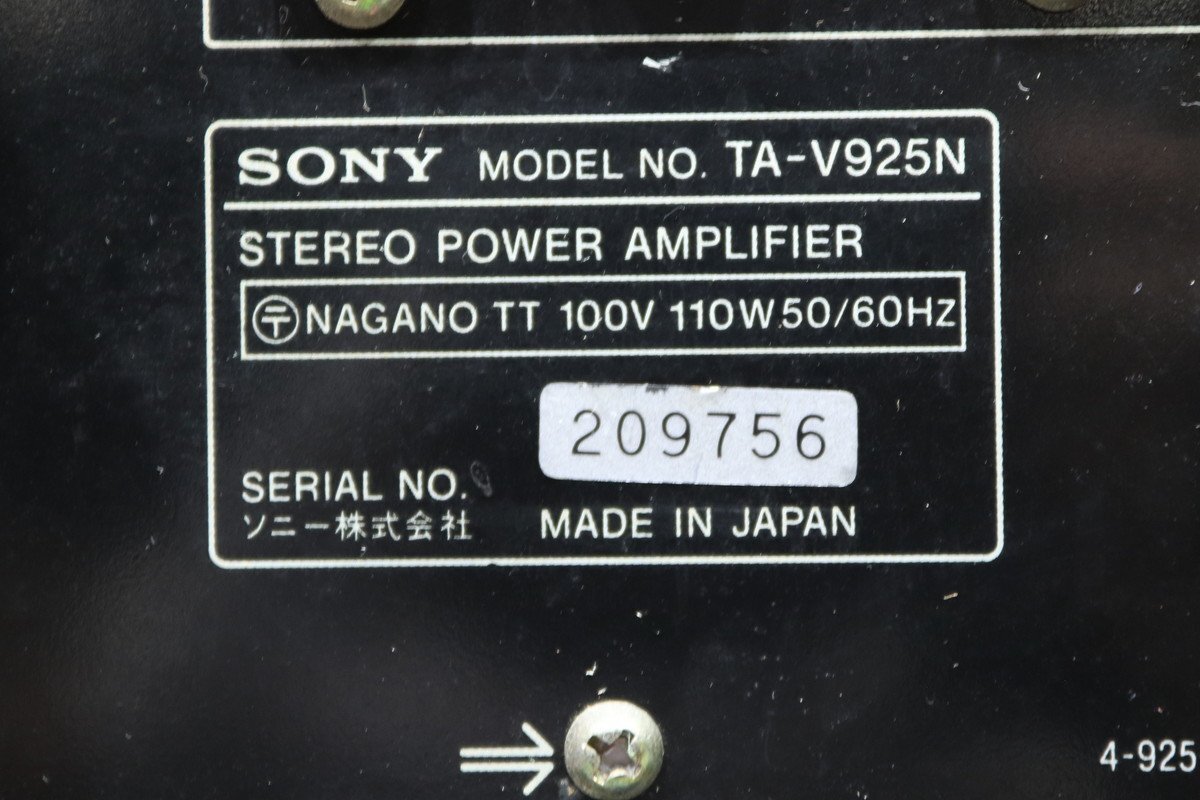 SONY MODEL NO. TA-V925N
STEREO POWER AMPLIFIER
〶NAGANO TT 100V 110W 50/60HZ
209756
SERIAL NO.
ソニー株式会社 MADE IN JAPAN
4-925